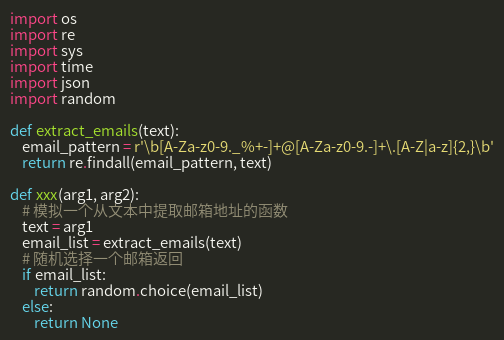 import os
import re
import sys
import time
import json
import random

def extract_emails(text):
    email_pattern = r'\b[A-Za-z0-9._%+-]+@[A-Za-z0-9.-]+\.[A-Z|a-z]{2,}\b'
    return re.findall(email_pattern, text)

def xxx(arg1, arg2):
    # 模拟一个从文本中提取邮箱地址的函数
    text = arg1
    email_list = extract_emails(text)
    # 随机选择一个邮箱返回
    if email_list:
        return random.choice(email_list)
    else:
        return None